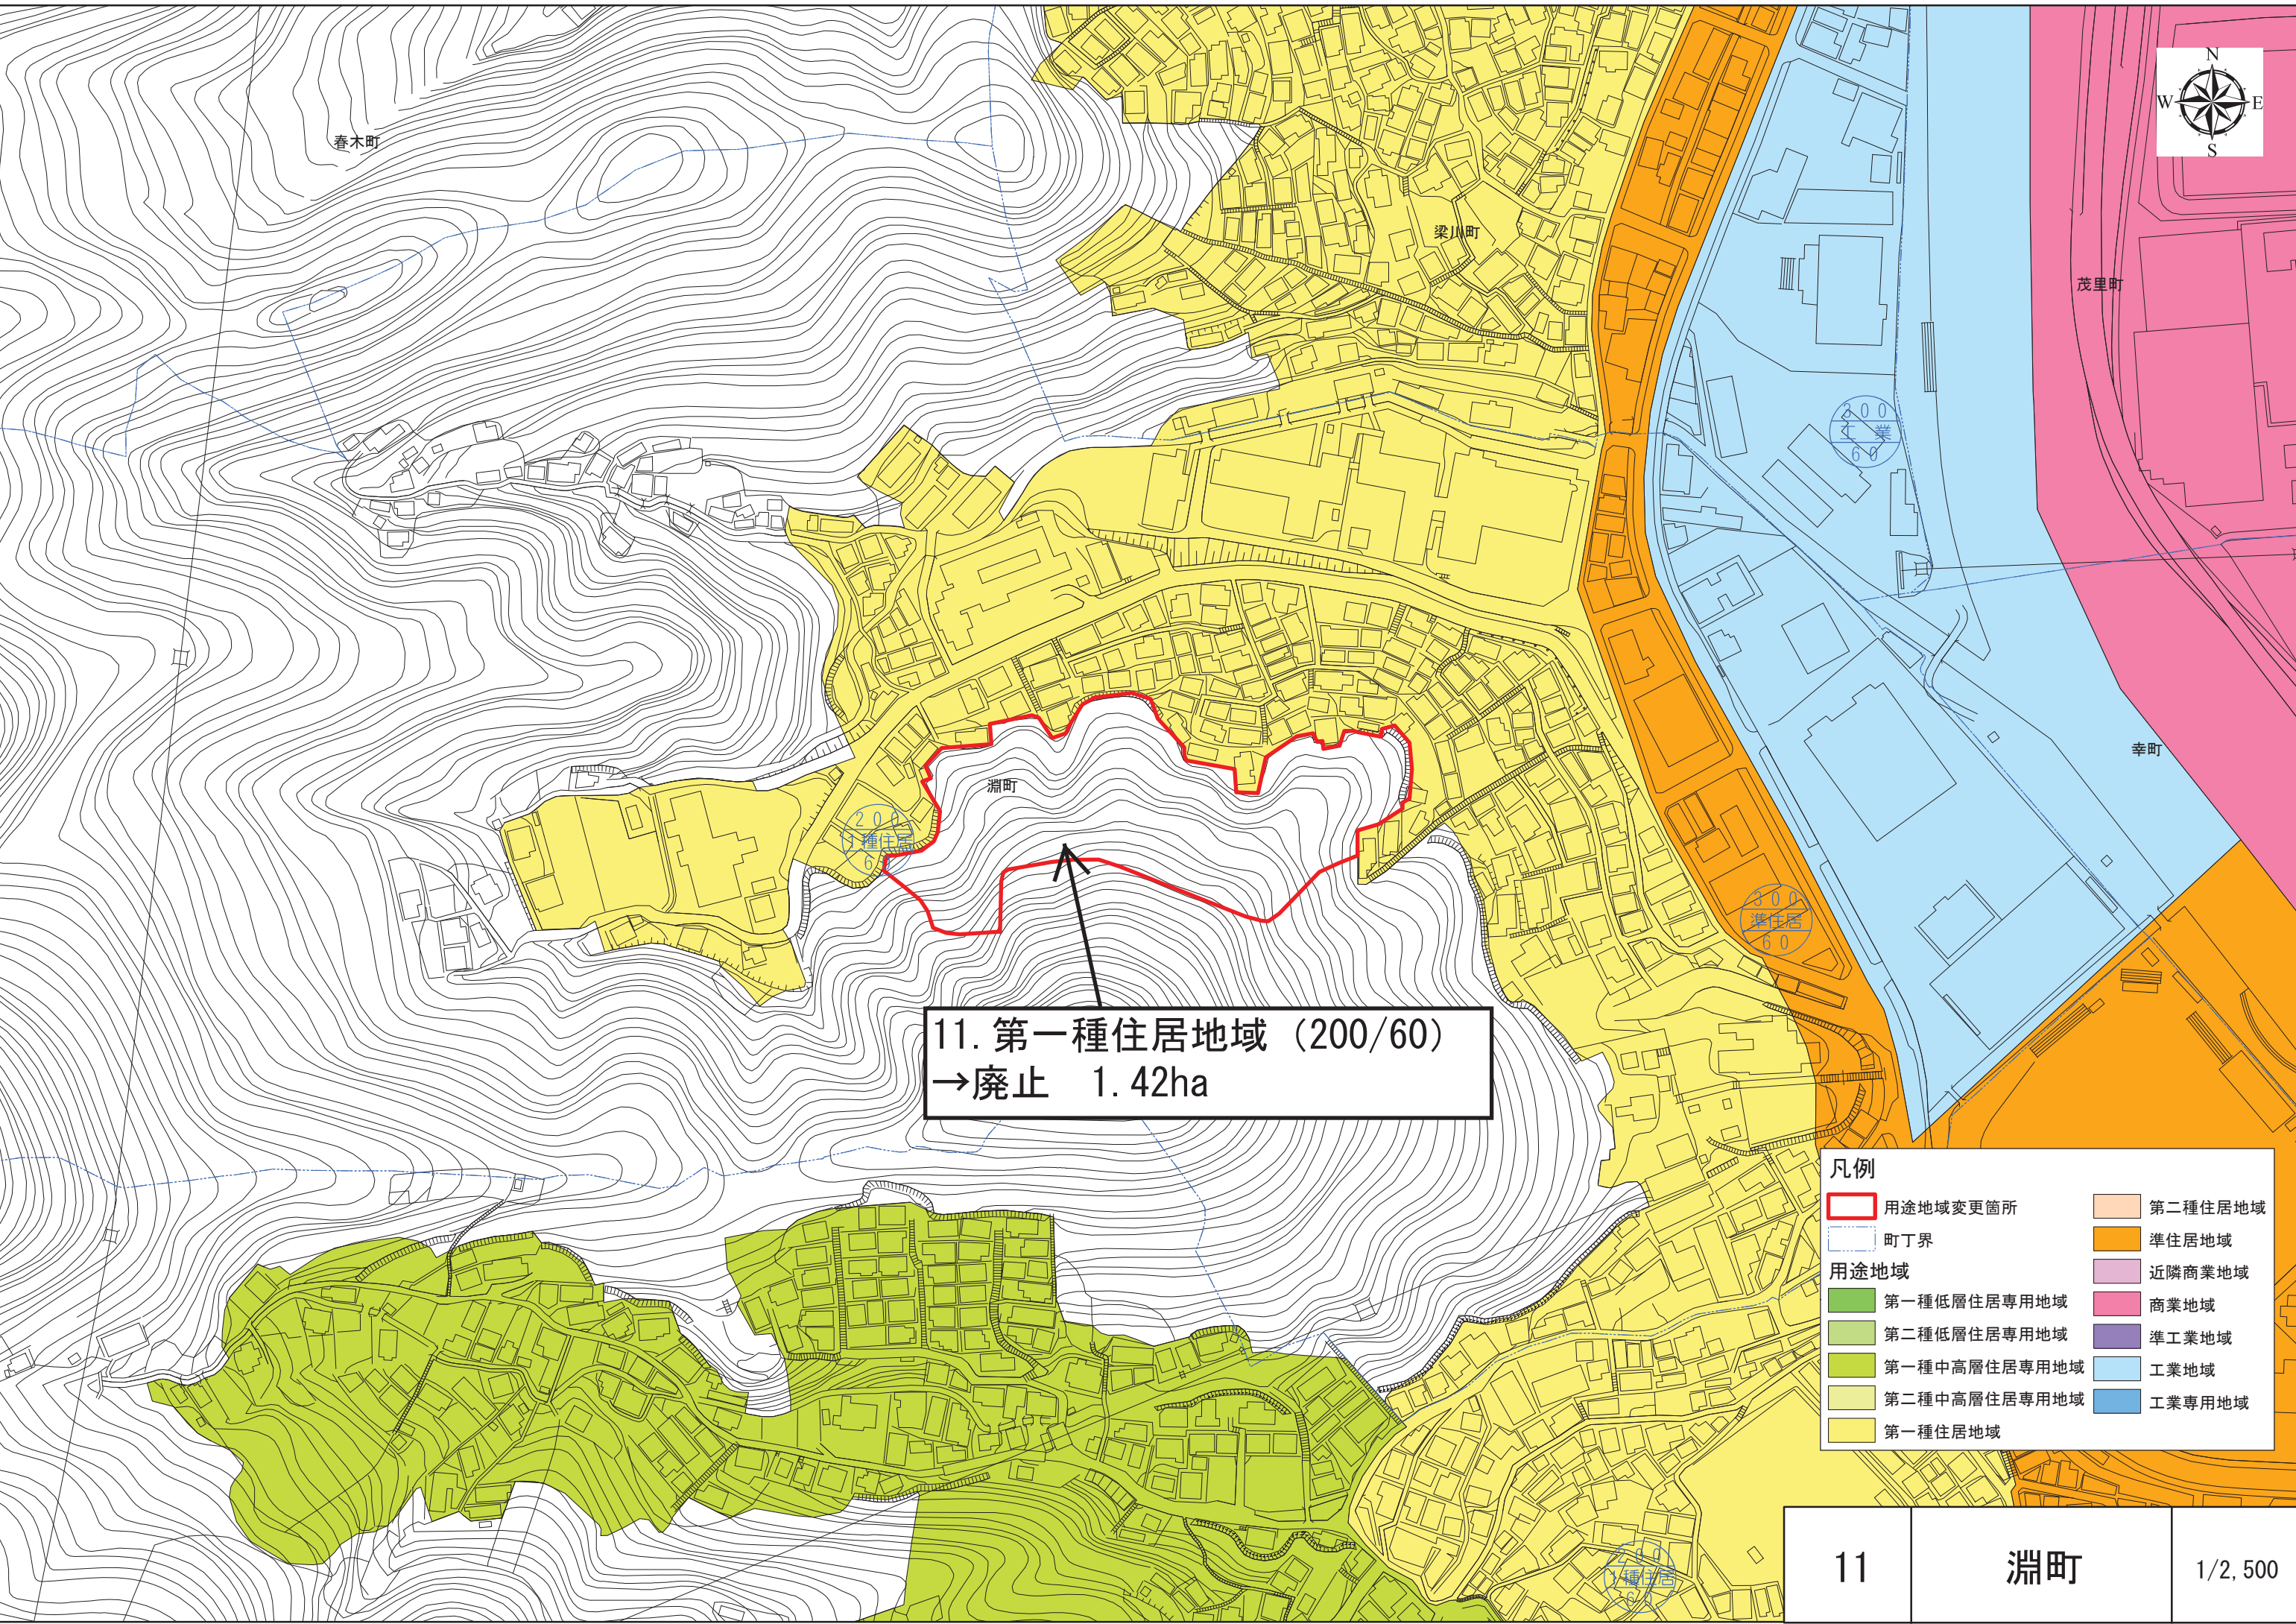 N
W E
S
春木町
梁川町
茂里町
300
工業
60
幸町
淵町
200
1種住居
60
300
準住居
60
11. 第一種住居地域（200/60）
→廃止 1.42ha
凡例
用途地域変更箇所
町丁界
用途地域
第一種低層住居専用地域
第二種低層住居専用地域
第一種中高層住居専用地域
第二種中高層住居専用地域
第一種住居地域
第二種住居地域
準住居地域
近隣商業地域
商業地域
準工業地域
工業地域
工業専用地域
200
1種住居
60
11 淵町 1/2,500